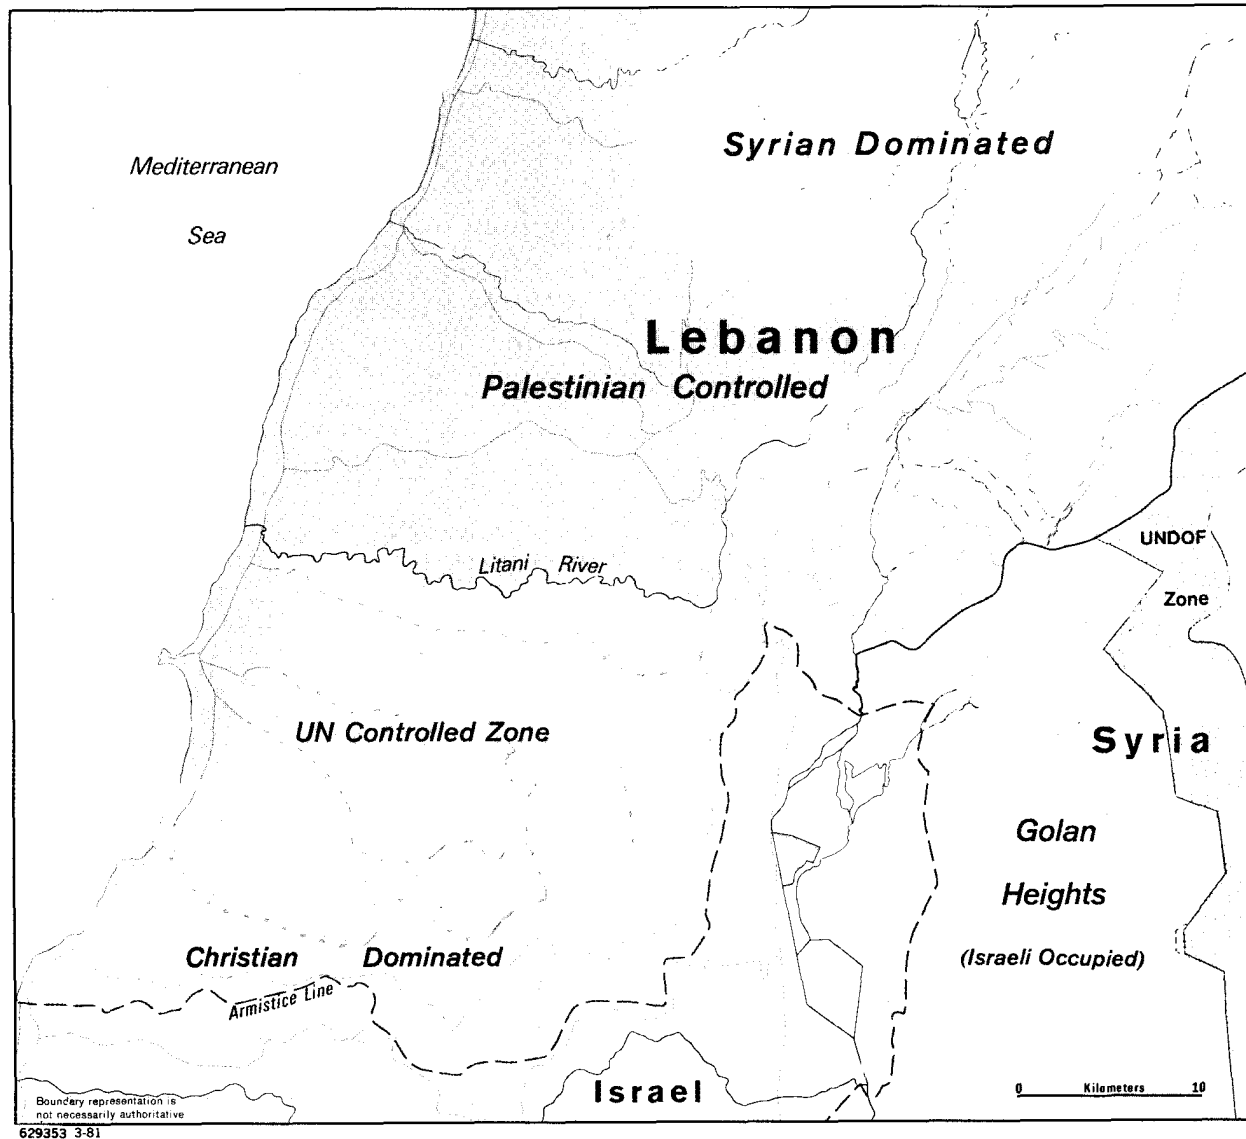 Syrian Dominated
Mediterranean
Sea
Lebanon
Palestinian Controlled
UNDOF
Zone
Litani River
UN Controlled Zone
Syria
Golan
Heights
(Israeli Occupied)
Christian Dominated
Armistice Line
Israel
0 Kilometers 10
Boundary representation is
not necessarily authoritative
629353 3-81